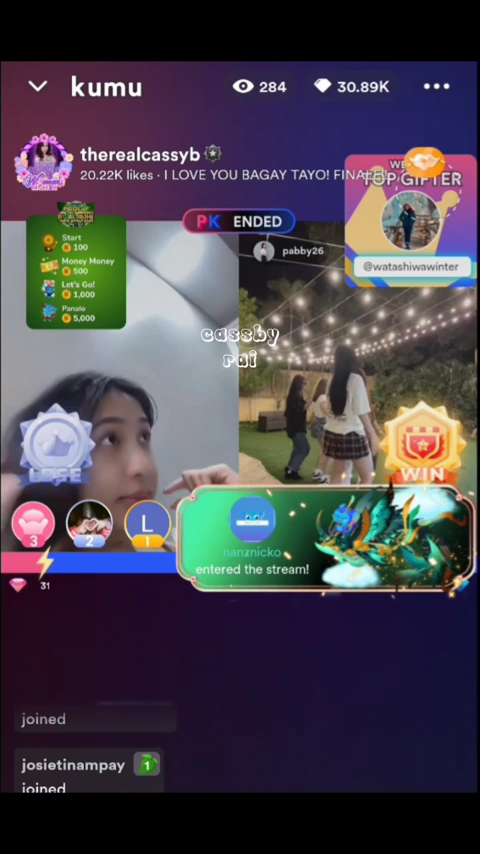 kumu
284
30.89K
therealcassyb
20.22K likes · I LOVE YOU BAGAY TAYO! FINALE!
TOP GIFTER
@watashiwawinter
PK ENDED
CASH
Start
100
Money Money
500
Let's Go!
1,000
Panalo
5,000
pabby26
cassby
rai
LOSE
WIN
3
2
L
1
nanznicko
entered the stream!
31
joined
josietinampay 1
joined